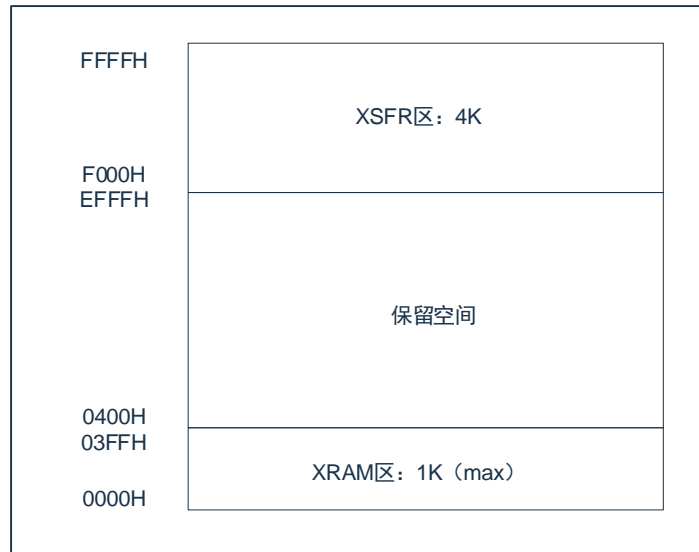 FFFFH
XSFR区：4K
F000H
EFFFH
保留空间
0400H
03FFH
XRAM区：1K（max）
0000H